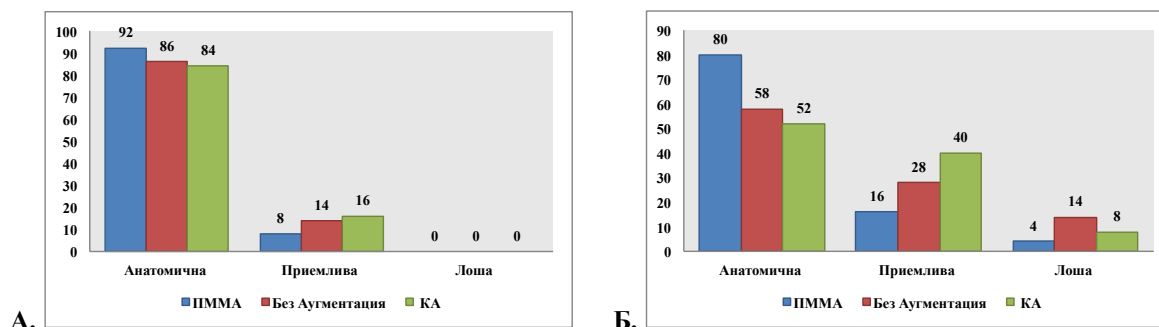 100
90
80
70
60
50
40
30
20
10
0
92
86
84
8
14
16
0
0
0
Анатомична
Приемлива
Лоша
ПММА
Без Аугментация
КА
А.
90
80
70
60
50
40
30
20
10
0
80
58
52
16
28
40
4
14
8
Анатомична
Приемлива
Лоша
ПММА
Без Аугментация
КА
Б.